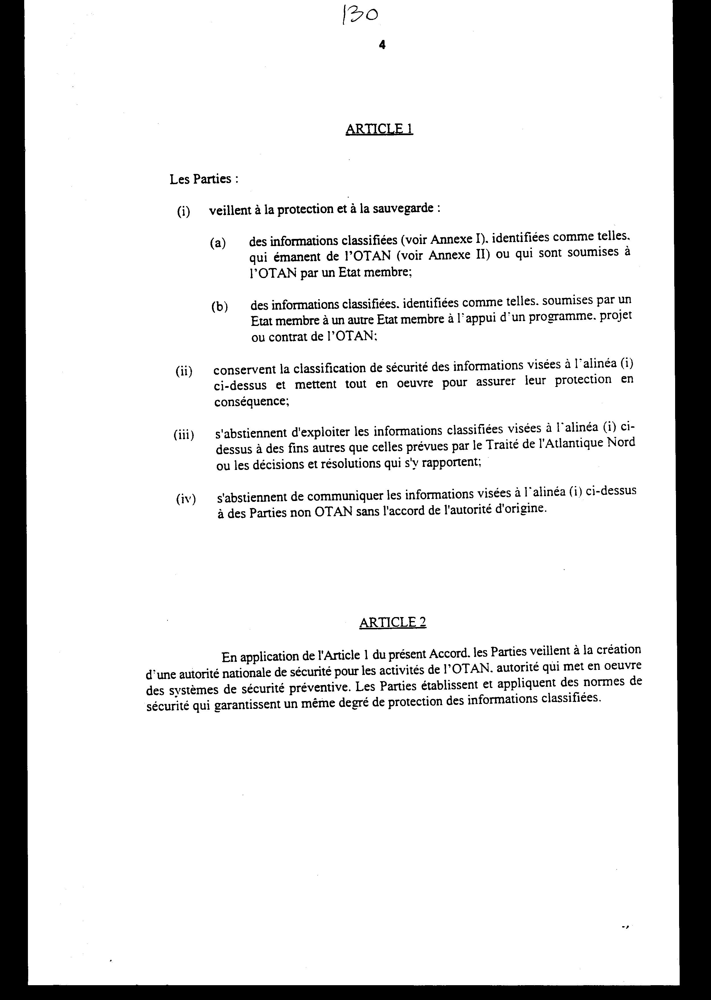 130
4
ARTICLE 1
Les Parties :
(i) veillent à la protection et à la sauvegarde :
(a) des informations classifiées (voir Annexe I), identifiées comme telles,
qui émanent de l'OTAN (voir Annexe II) ou qui sont soumises à
l'OTAN par un Etat membre;
(b) des informations classifiées, identifiées comme telles, soumises par un
Etat membre à un autre Etat membre à l'appui d'un programme, projet
ou contrat de l'OTAN;
(ii) conservent la classification de sécurité des informations visées à l'alinéa (i)
ci-dessus et mettent tout en oeuvre pour assurer leur protection en
conséquence;
(iii) s'abstiennent d'exploiter les informations classifiées visées à l'alinéa (i) ci-
dessus à des fins autres que celles prévues par le Traité de l'Atlantique Nord
ou les décisions et résolutions qui s'y rapportent;
(iv) s'abstiennent de communiquer les informations visées à l'alinéa (i) ci-dessus
à des Parties non OTAN sans l'accord de l'autorité d'origine.
ARTICLE 2
En application de l'Article 1 du présent Accord, les Parties veillent à la création
d'une autorité nationale de sécurité pour les activités de l'OTAN, autorité qui met en oeuvre
des systèmes de sécurité préventive. Les Parties établissent et appliquent des normes de
sécurité qui garantissent un même degré de protection des informations classifiées.